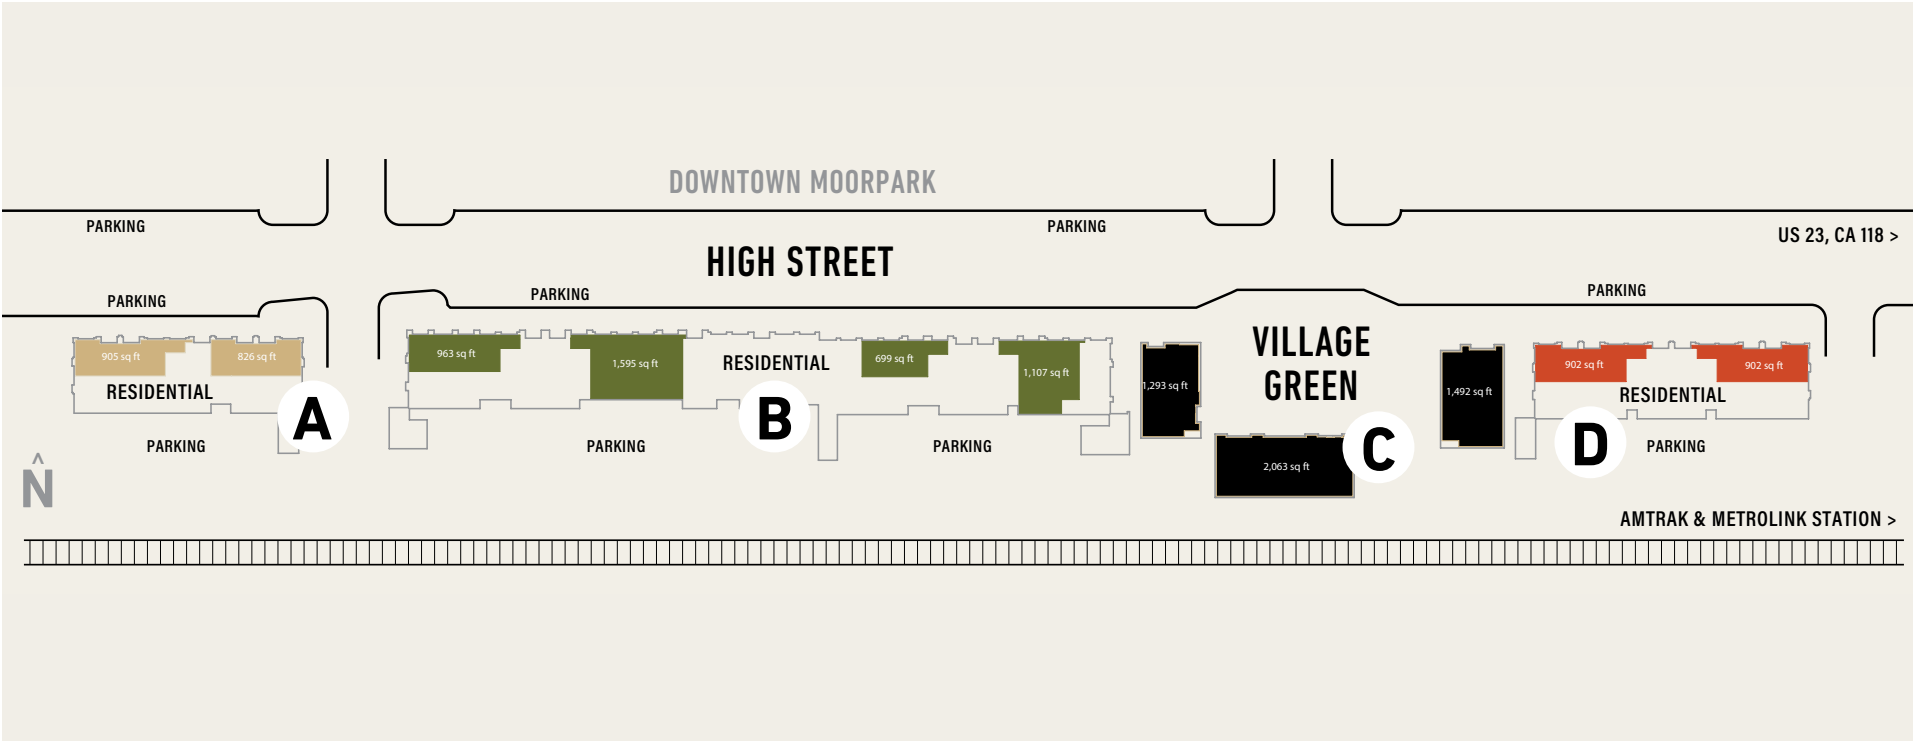 DOWNTOWN MOORPARK
PARKING
PARKING
US 23, CA 118 >
HIGH STREET
PARKING
PARKING
PARKING
VILLAGE
GREEN
905 sq ft
826 sq ft
RESIDENTIAL
A
PARKING
963 sq ft
1,595 sq ft
RESIDENTIAL
B
699 sq ft
1,107 sq ft
PARKING
PARKING
1,293 sq ft
2,063 sq ft
C
1,492 sq ft
902 sq ft
902 sq ft
RESIDENTIAL
D
PARKING
N
AMTRAK & METROLINK STATION >